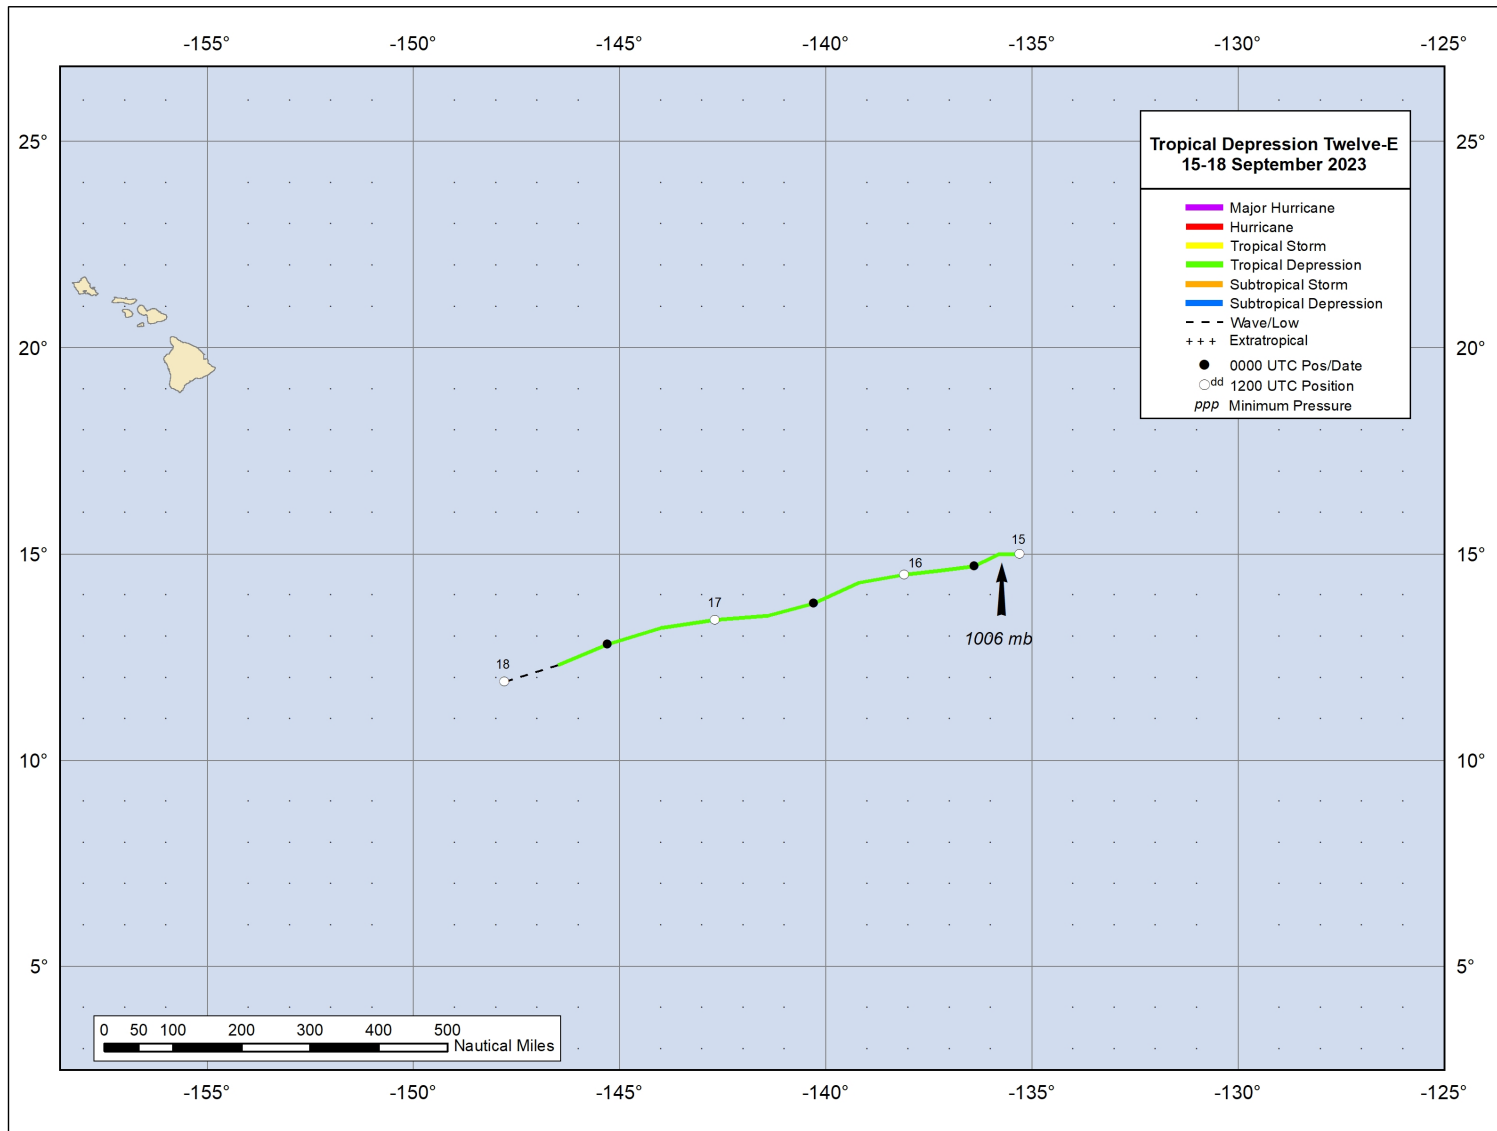 -155° -150° -145° -140° -135° -130° -125°
25° 25°
Tropical Depression Twelve-E
15-18 September 2023
Major Hurricane
Hurricane
Tropical Storm
Tropical Depression
Subtropical Storm
Subtropical Depression
Wave/Low
+++ Extratropical
0000 UTC Pos/Date
dd 1200 UTC Position
ppp Minimum Pressure
20° 20°
15° 15°
15
16
17
18
1006 mb
10° 10°
5° 5°
0 50 100 200 300 400 500
Nautical Miles
-155° -150° -145° -140° -135° -130° -125°